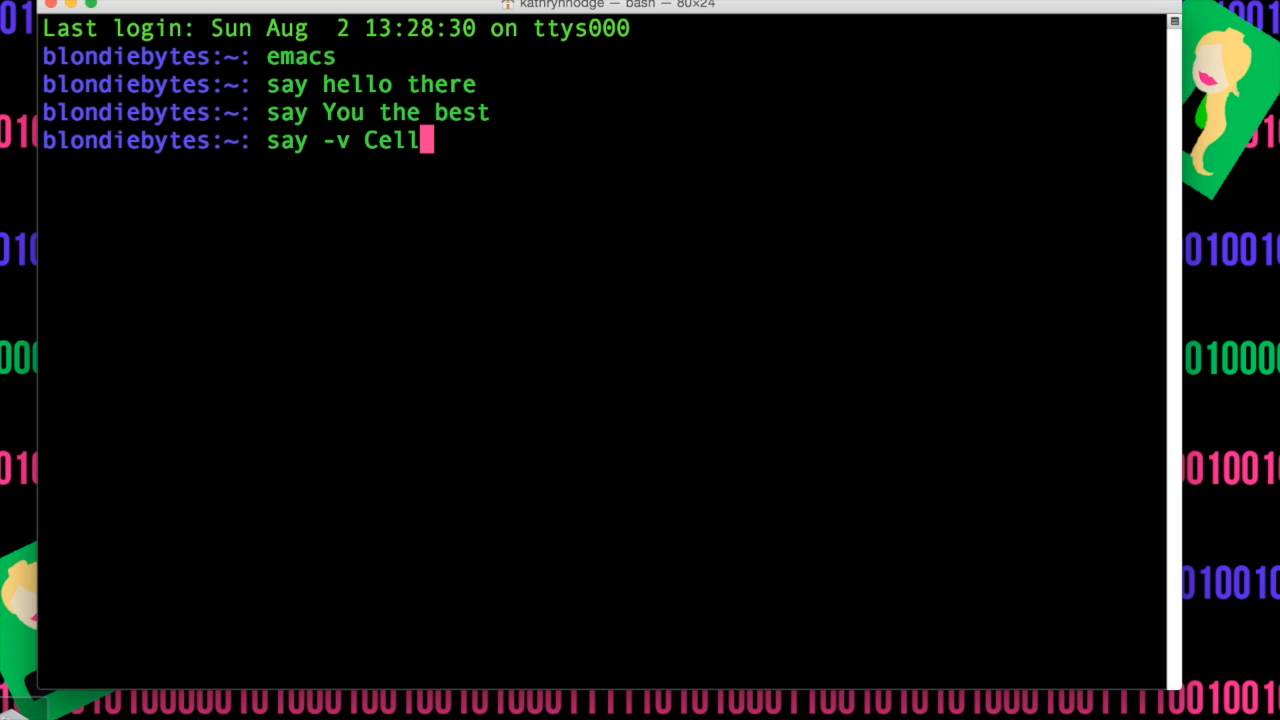 kathrynhodge — bash — 80×24
Last login: Sun Aug  2 13:28:30 on ttys000
blondiebytes:~: emacs
blondiebytes:~: say hello there
blondiebytes:~: say You the best
blondiebytes:~: say -v Cell